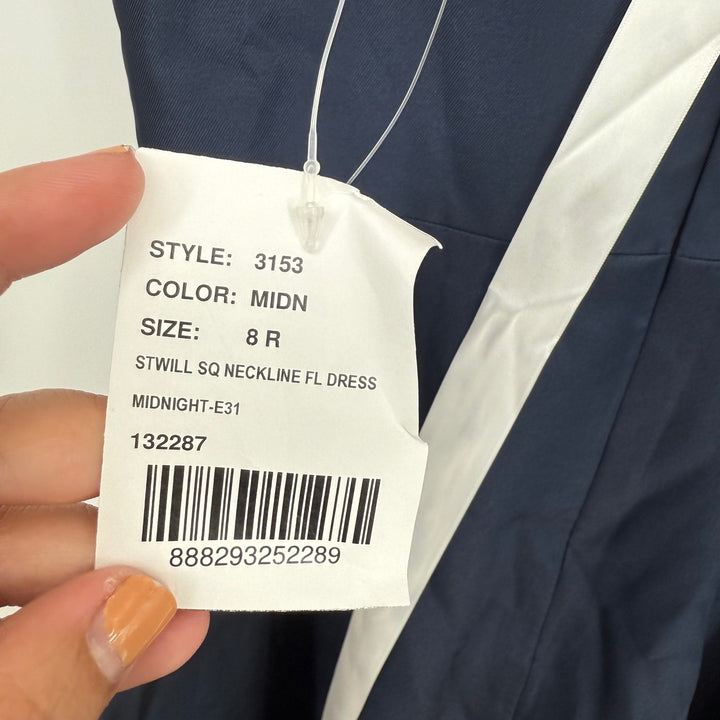 STYLE: 3153
COLOR: MIDN
SIZE: 8 R
STWILL SQ NECKLINE FL DRESS
MIDNIGHT-E31
132287
888293252289